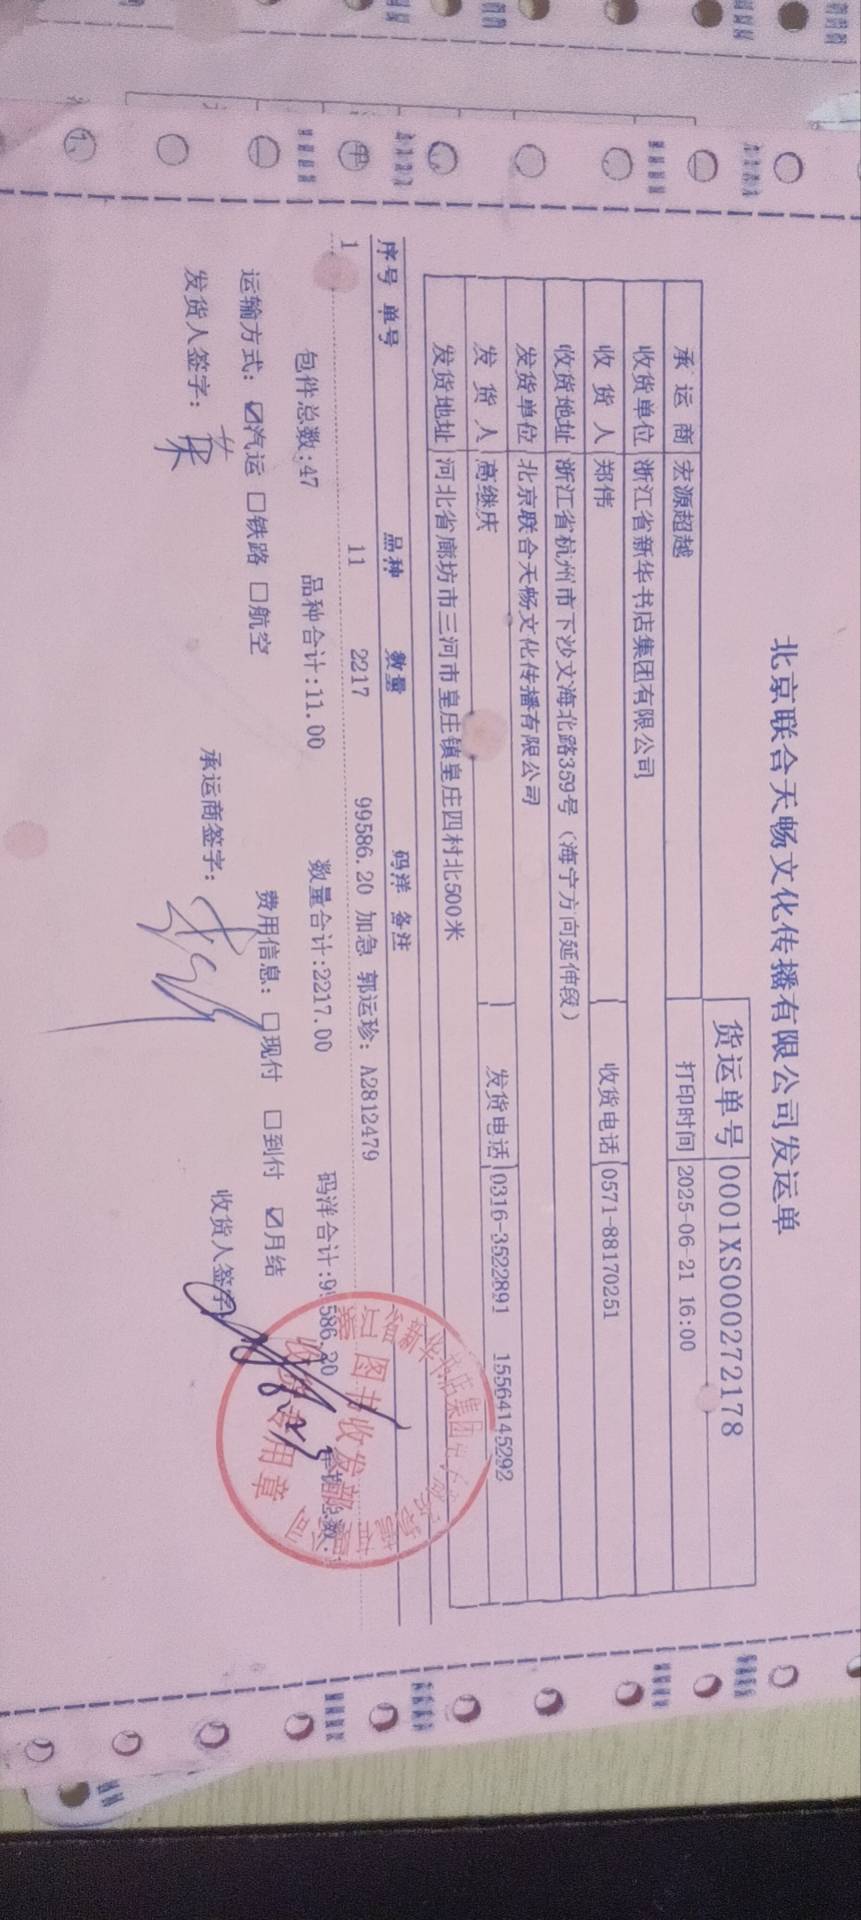 北京联合天畅文化传播有限公司发运单
货运单号 0001XS000272178
承运商 宏源超越 打印时间 2025-06-21 16:00
收货单位 浙江省新华书店集团有限公司
收货人 郑伟 收货电话 0571-88170251
收货地址 浙江省杭州市下沙文海北路359号（海宁方向延伸段）
发货单位 北京联合天畅文化传播有限公司
发货人 高继庆 发货电话 0316-3522891 15564145292
发货地址 河北省廊坊市三河市皇庄镇皇庄四村北500米
序号 单号 品种 数量 码洋 备注
1 11 2217 99586.20 加急 郭运珍: A2812479
包件总数:47 品种合计:11.00 数量合计:2217.00 码洋合计:99586.20
运输方式: ☑汽运 □铁路 □航空 费用信息: □现付 □到付 ☑月结
发货人签字: 承运商签字: 收货人签字
图书收发部
收货专用章